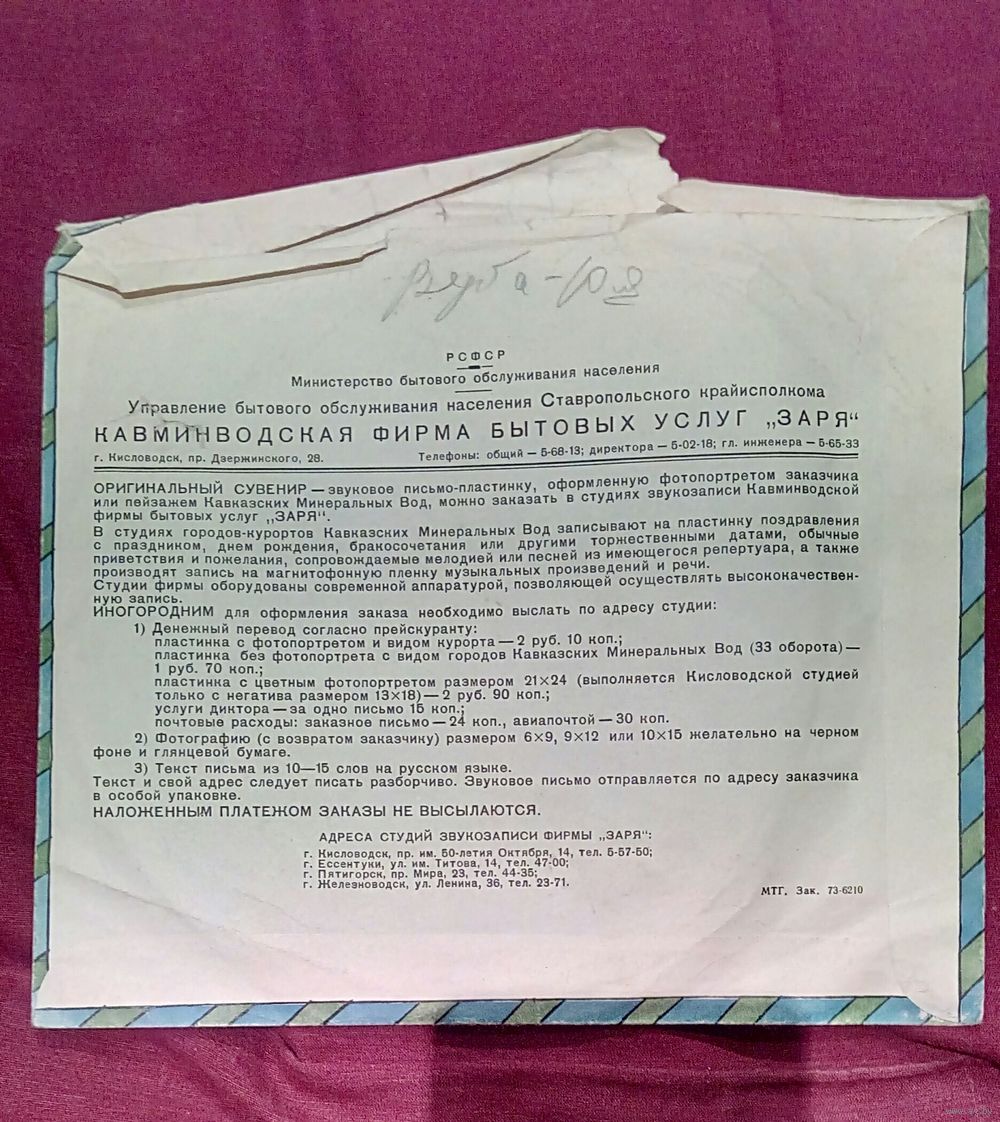 РСФСР
Министерство бытового обслуживания населения
Управление бытового обслуживания населения Ставропольского крайисполкома
КАВМИНВОДСКАЯ ФИРМА БЫТОВЫХ УСЛУГ „ЗАРЯ“
г. Кисловодск, пр. Дзержинского, 28. Телефоны: общий — 5-68-13; директора — 5-02-18; гл. инженера — 5-65-33
ОРИГИНАЛЬНЫЙ СУВЕНИР — звуковое письмо-пластинку, оформленную фотопортретом заказчика
или пейзажем Кавказских Минеральных Вод, можно заказать в студиях звукозаписи Кавминводской
фирмы бытовых услуг „ЗАРЯ“.
В студиях городов-курортов Кавказских Минеральных Вод записывают на пластинку поздравления
с праздником, днем рождения, бракосочетания или другими торжественными датами, обычные
приветствия и пожелания, сопровождаемые мелодией или песней из имеющегося репертуара, а также
производят запись на магнитофонную пленку музыкальных произведений и речи.
Студии фирмы оборудованы современной аппаратурой, позволяющей осуществлять высококачествен-
ную запись.
ИНОГОРОДНИМ для оформления заказа необходимо выслать по адресу студии:
1) Денежный перевод согласно прейскуранту:
пластинка с фотопортретом и видом курорта — 2 руб. 10 коп.;
пластинка без фотопортрета с видом городов Кавказских Минеральных Вод (33 оборота) —
1 руб. 70 коп.;
пластинка с цветным фотопортретом размером 21×24 (выполняется Кисловодской студией
только с негатива размером 13×18) — 2 руб. 90 коп.;
услуги диктора — за одно письмо 15 коп.;
почтовые расходы: заказное письмо — 24 коп., авиапочтой — 30 коп.
2) Фотографию (с возвратом заказчику) размером 6×9, 9×12 или 10×15 желательно на черном
фоне и глянцевой бумаге.
3) Текст письма из 10—15 слов на русском языке.
Текст и свой адрес следует писать разборчиво. Звуковое письмо отправляется по адресу заказчика
в особой упаковке.
НАЛОЖЕННЫМ ПЛАТЕЖОМ ЗАКАЗЫ НЕ ВЫСЫЛАЮТСЯ.
АДРЕСА СТУДИЙ ЗВУКОЗАПИСИ ФИРМЫ „ЗАРЯ“:
г. Кисловодск, пр. им. 50-летия Октября, 14, тел. 5-57-50;
г. Ессентуки, ул. им. Титова, 14, тел. 47-00;
г. Пятигорск, пр. Мира, 23, тел. 44-35;
г. Железноводск, ул. Ленина, 36, тел. 23-71.
МТГ. Зак. 73-6210